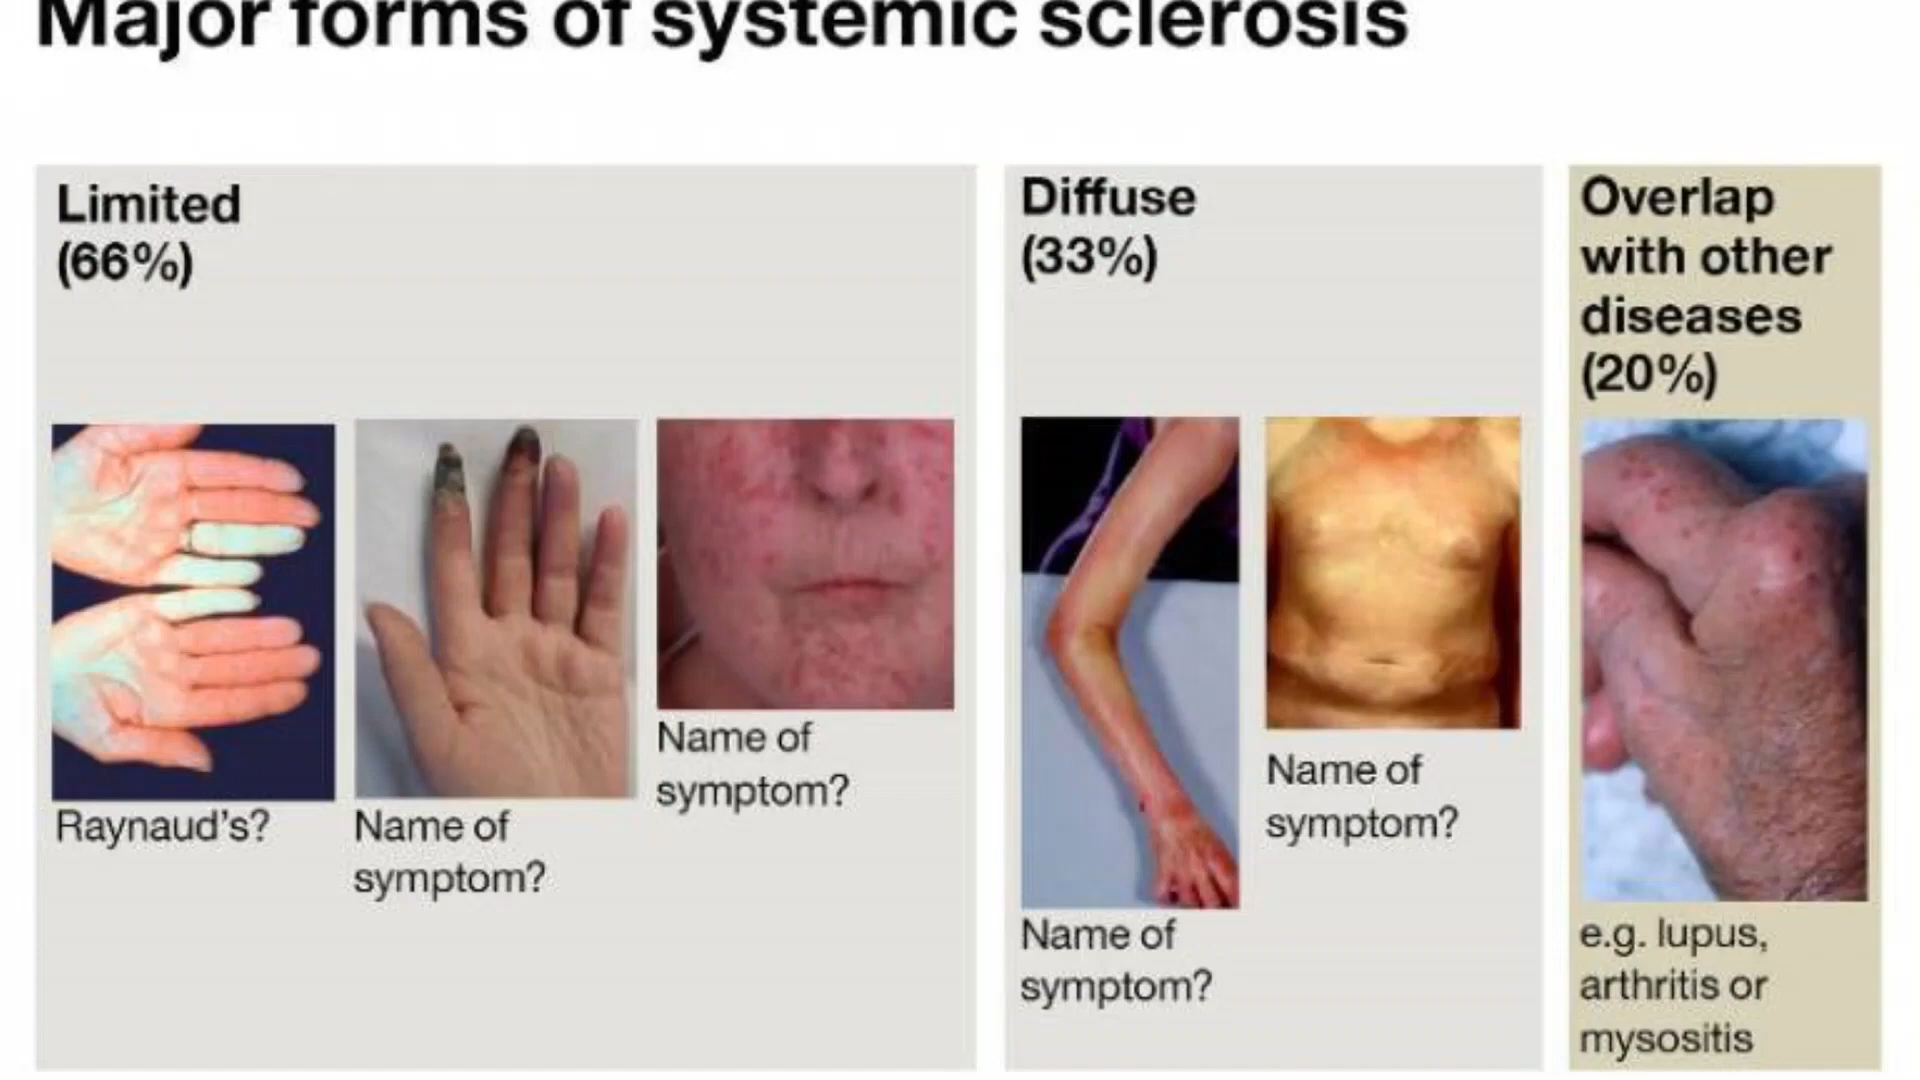 Major forms of systemic sclerosis
Limited
(66%)
Raynaud's?
Name of
symptom?
Name of
symptom?
Diffuse
(33%)
Name of
symptom?
Name of
symptom?
Overlap
with other
diseases
(20%)
e.g. lupus,
arthritis or
mysositis